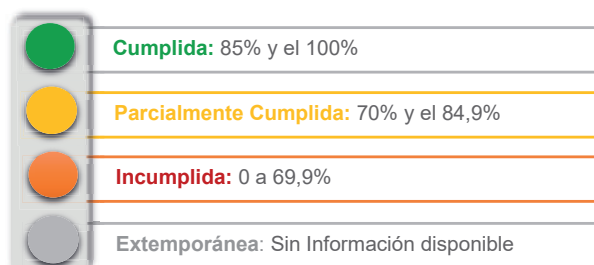 Cumplida: 85% y el 100%
Parcialmente Cumplida: 70% y el 84,9%
Incumplida: 0 a 69,9%
Extemporánea: Sin Información disponible